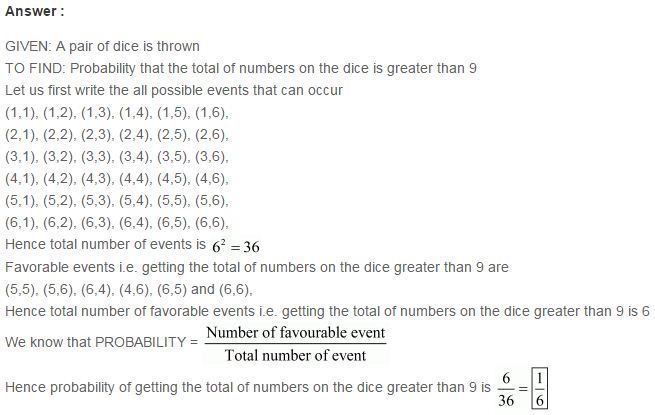 Answer :
GIVEN: A pair of dice is thrown
TO FIND: Probability that the total of numbers on the dice is greater than 9
Let us first write the all possible events that can occur
(1,1), (1,2), (1,3), (1,4), (1,5), (1,6),
(2,1), (2,2), (2,3), (2,4), (2,5), (2,6),
(3,1), (3,2), (3,3), (3,4), (3,5), (3,6),
(4,1), (4,2), (4,3), (4,4), (4,5), (4,6),
(5,1), (5,2), (5,3), (5,4), (5,5), (5,6),
(6,1), (6,2), (6,3), (6,4), (6,5), (6,6),
Hence total number of events is 6² = 36
Favorable events i.e. getting the total of numbers on the dice greater than 9 are
(5,5), (5,6), (6,4), (4,6), (6,5) and (6,6),
Hence total number of favorable events i.e. getting the total of numbers on the dice greater than 9 is 6
We know that PROBABILITY = Number of favourable event / Total number of event
Hence probability of getting the total of numbers on the dice greater than 9 is 6/36 = 1/6